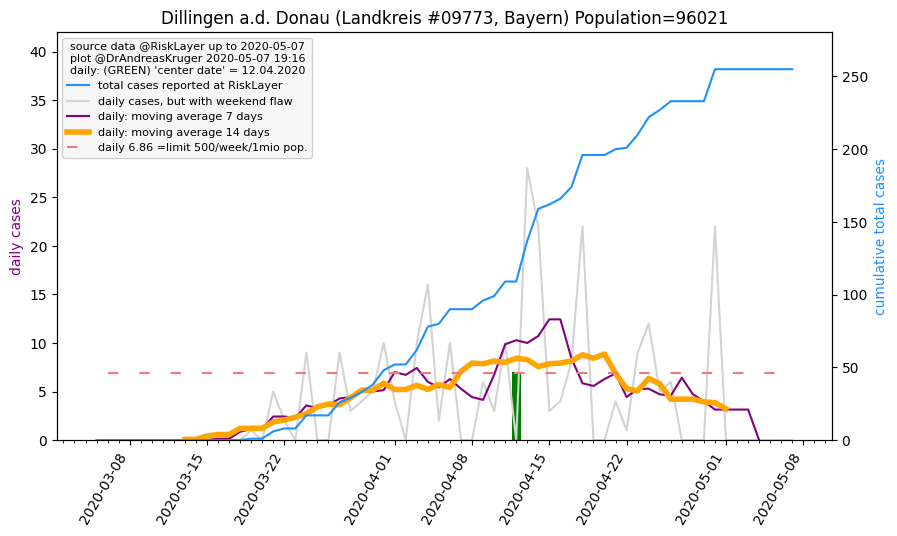 Dillingen a.d. Donau (Landkreis #09773, Bayern) Population=96021
source data @RiskLayer up to 2020-05-07
plot @DrAndreasKruger 2020-05-07 19:16
daily: (GREEN) 'center date' = 12.04.2020
total cases reported at RiskLayer
daily cases, but with weekend flaw
daily: moving average 7 days
daily: moving average 14 days
daily 6.86 =limit 500/week/1mio pop.
daily cases
40
35
30
25
20
15
10
5
0
cumulative total cases
250
200
150
100
50
0
2020-03-08
2020-03-15
2020-03-22
2020-04-01
2020-04-08
2020-04-15
2020-04-22
2020-05-01
2020-05-08